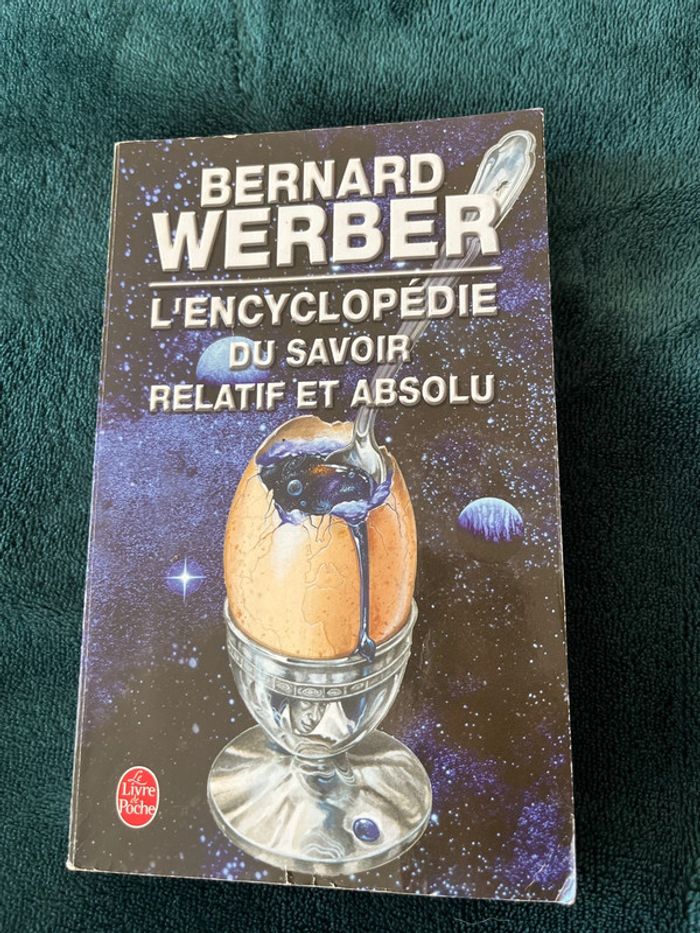 BERNARD
WERBER
L'ENCYCLOPÉDIE
DU SAVOIR
RELATIF ET ABSOLU
Le
Livre
de
Poche